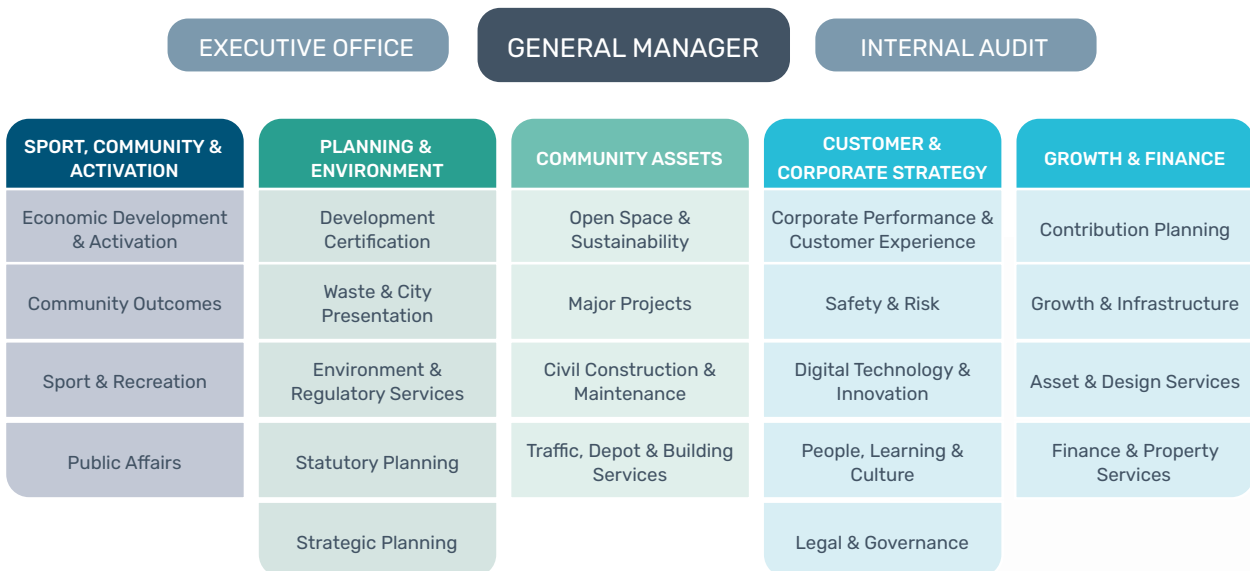 EXECUTIVE OFFICE
GENERAL MANAGER
INTERNAL AUDIT
SPORT, COMMUNITY &
ACTIVATION
Economic Development
& Activation
Community Outcomes
Sport & Recreation
Public Affairs
PLANNING &
ENVIRONMENT
Development
Certification
Waste & City
Presentation
Environment &
Regulatory Services
Statutory Planning
Strategic Planning
COMMUNITY ASSETS
Open Space &
Sustainability
Major Projects
Civil Construction &
Maintenance
Traffic, Depot & Building
Services
CUSTOMER &
CORPORATE STRATEGY
Corporate Performance &
Customer Experience
Safety & Risk
Digital Technology &
Innovation
People, Learning &
Culture
Legal & Governance
GROWTH & FINANCE
Contribution Planning
Growth & Infrastructure
Asset & Design Services
Finance & Property
Services